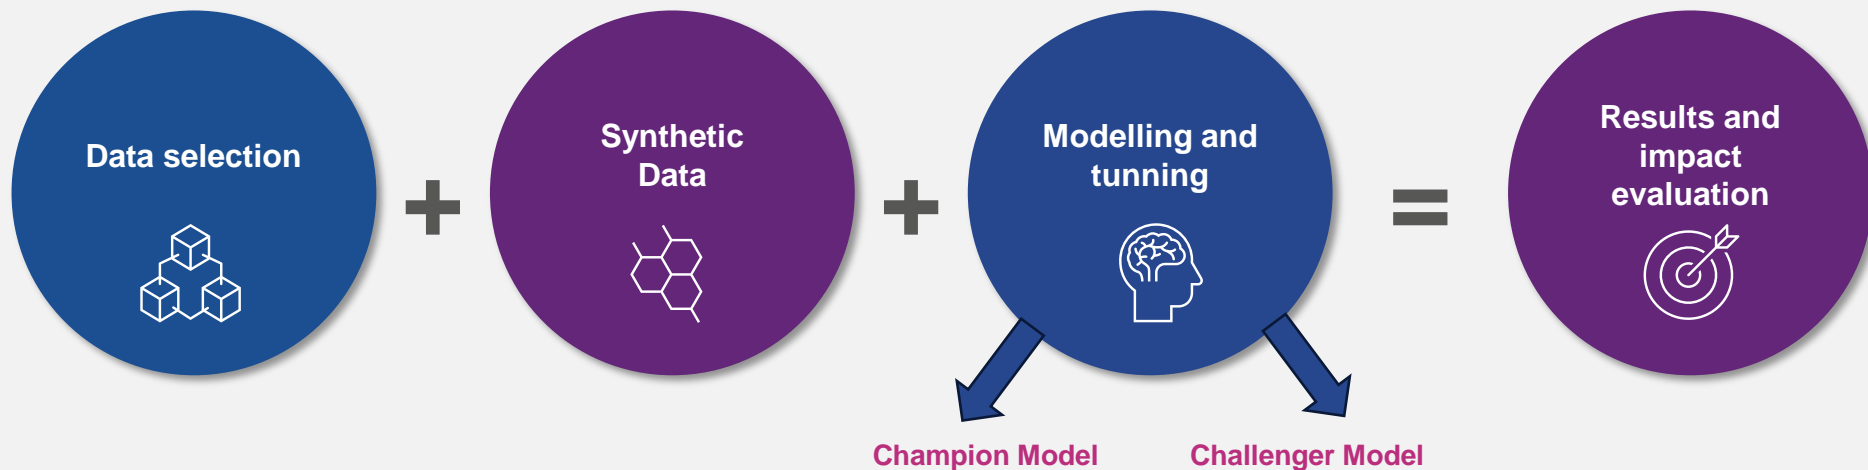 Data selection
+
Synthetic
Data
+
Modelling and
tunning
=
Results and
impact
evaluation
Champion Model
Challenger Model